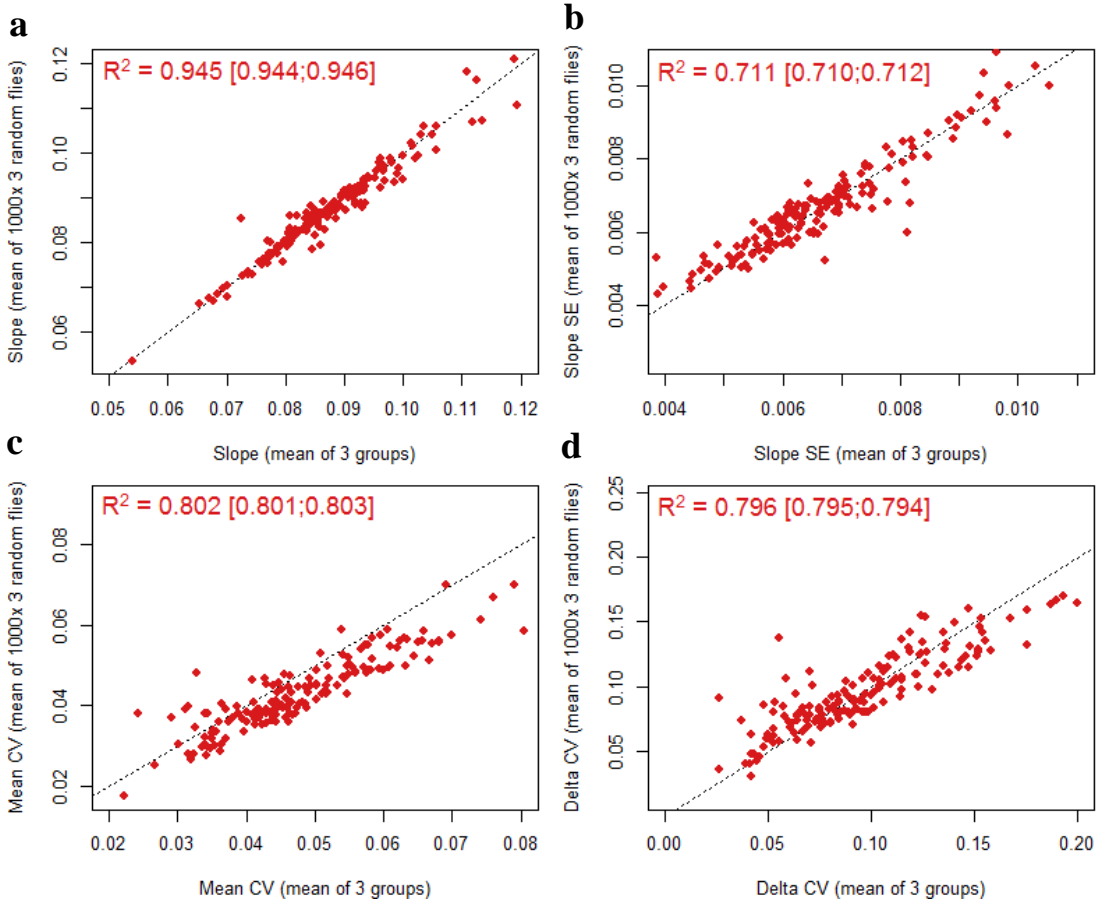 a
R² = 0.945 [0.944;0.946]
Slope (mean of 1000x 3 random flies)
0.06 0.08 0.10 0.12
0.05 0.06 0.07 0.08 0.09 0.10 0.11 0.12
Slope (mean of 3 groups)
b
R² = 0.711 [0.710;0.712]
Slope SE (mean of 1000x 3 random flies)
0.004 0.006 0.008 0.010
0.004 0.006 0.008 0.010
Slope SE (mean of 3 groups)
c
R² = 0.802 [0.801;0.803]
Mean CV (mean of 1000x 3 random flies)
0.02 0.04 0.06 0.08
0.02 0.03 0.04 0.05 0.06 0.07 0.08
Mean CV (mean of 3 groups)
d
R² = 0.796 [0.795;0.794]
Delta CV (mean of 1000x 3 random flies)
0.05 0.10 0.15 0.20 0.25
0.00 0.05 0.10 0.15 0.20
Delta CV (mean of 3 groups)